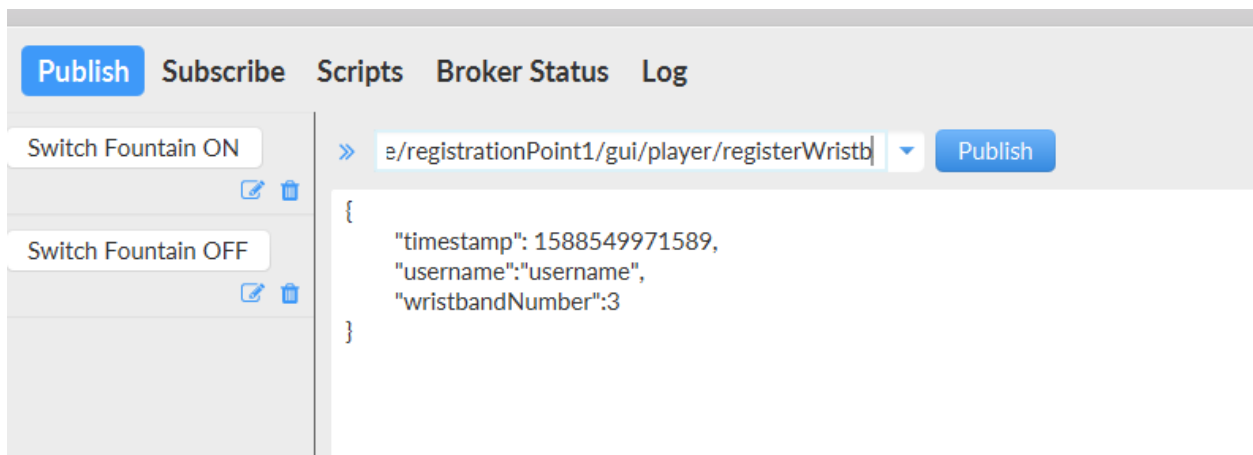 Publish Subscribe Scripts Broker Status Log
Switch Fountain ON
Switch Fountain OFF
e/registrationPoint1/gui/player/registerWristb Publish
{
"timestamp": 1588549971589,
"username":"username",
"wristbandNumber":3
}